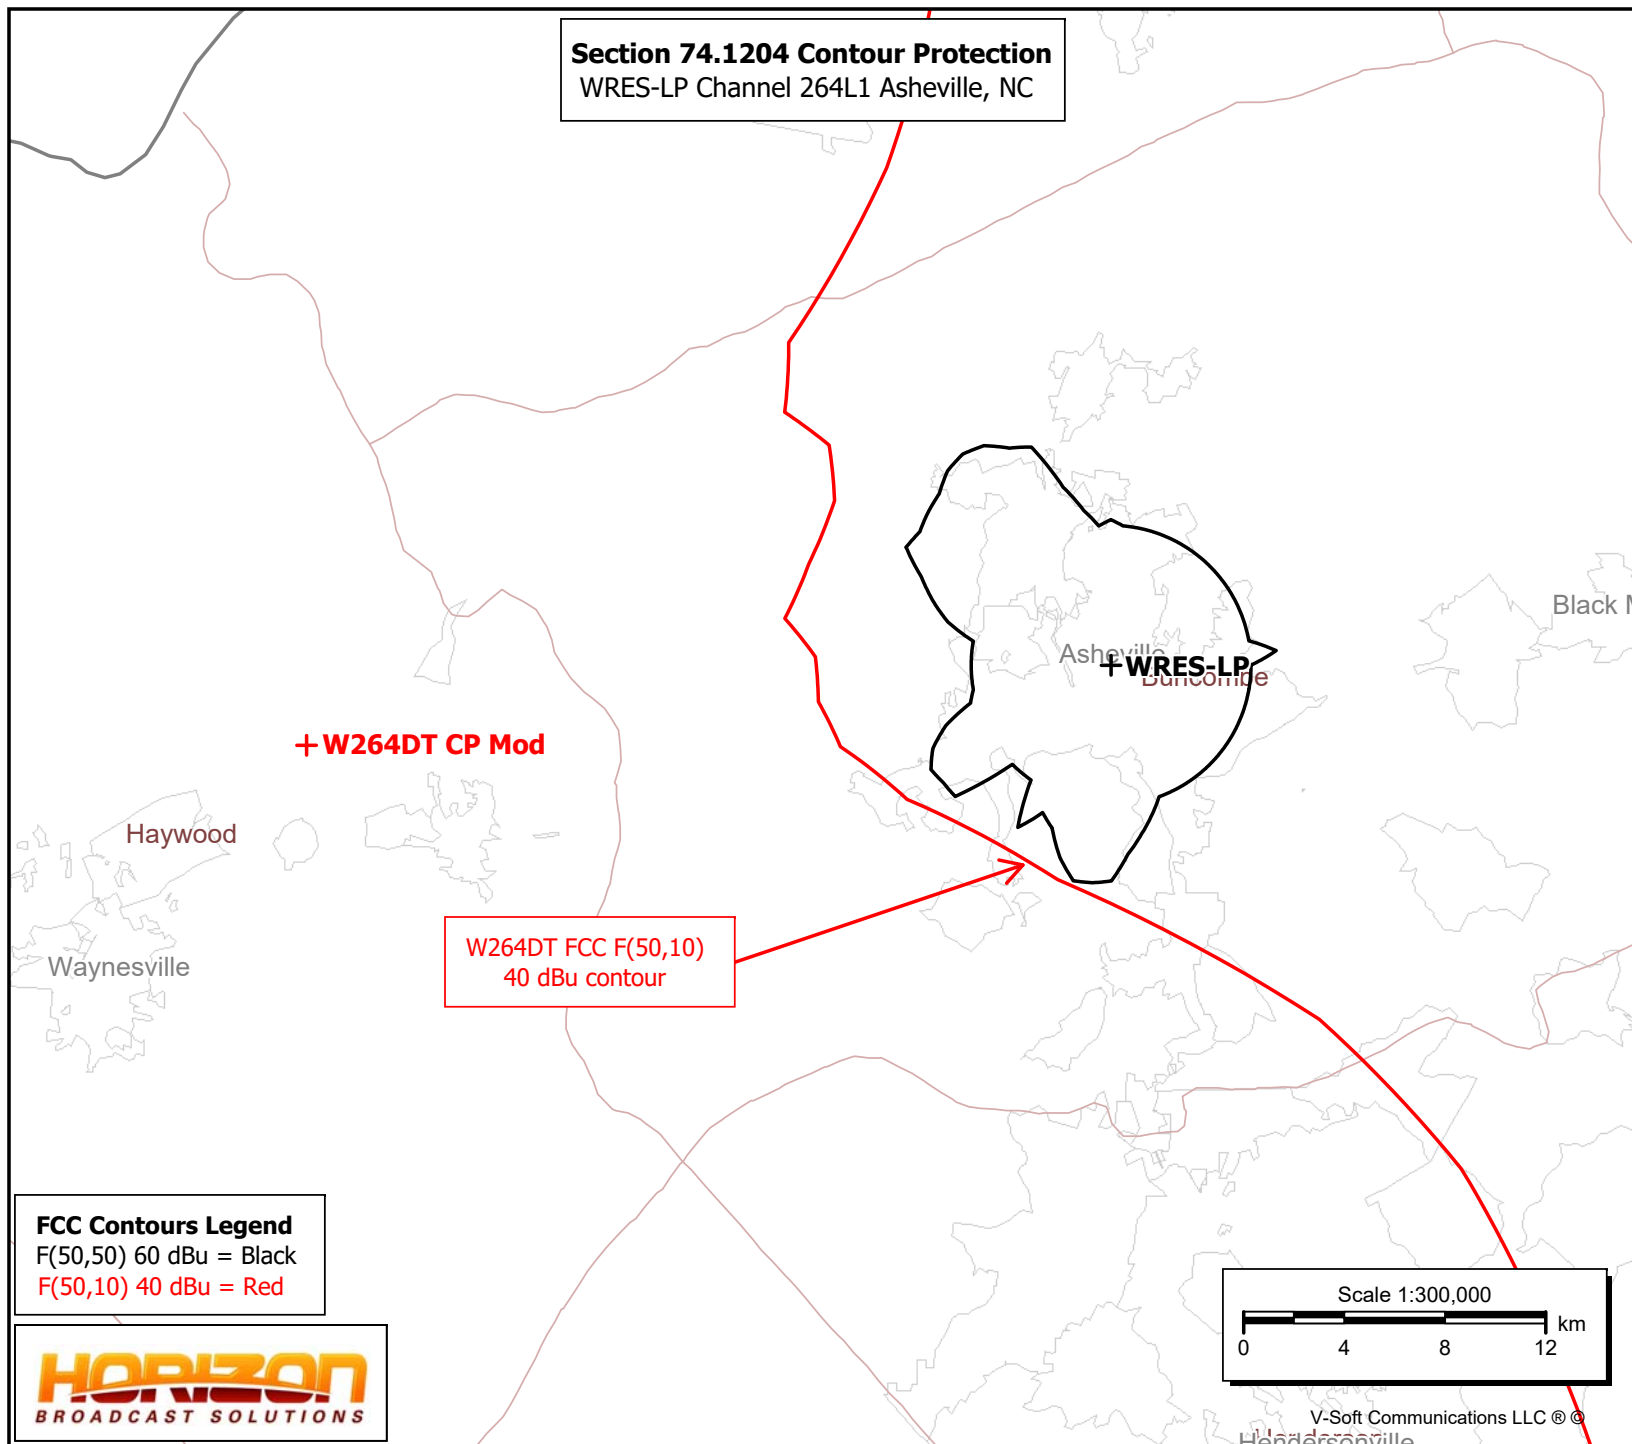 Section 74.1204 Contour Protection
WRES-LP Channel 264L1 Asheville, NC
Black M
Asheville
WRES-LP
Buncombe
W264DT CP Mod
Haywood
Waynesville
W264DT FCC F(50,10)
40 dBu contour
FCC Contours Legend
F(50,50) 60 dBu = Black
F(50,10) 40 dBu = Red
Scale 1:300,000
km
0 4 8 12
HORIZON
BROADCAST SOLUTIONS
V-Soft Communications LLC ® ©
Henderson
Hendersonville